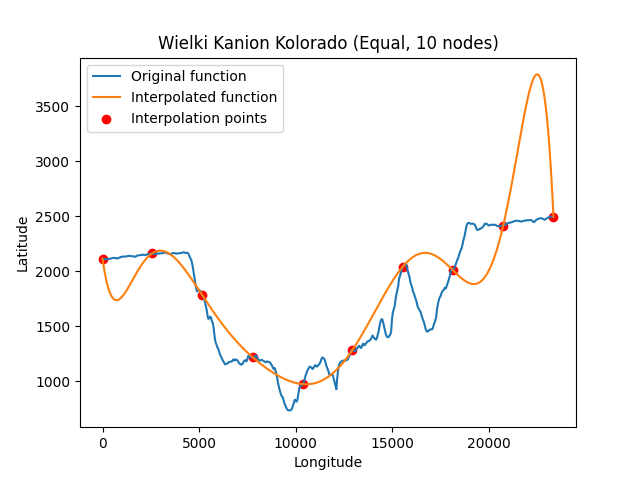 Wielki Kanion Kolorado (Equal, 10 nodes)
Original function
Interpolated function
Interpolation points
Latitude
3500
3000
2500
2000
1500
1000
0
5000
10000
15000
20000
Longitude